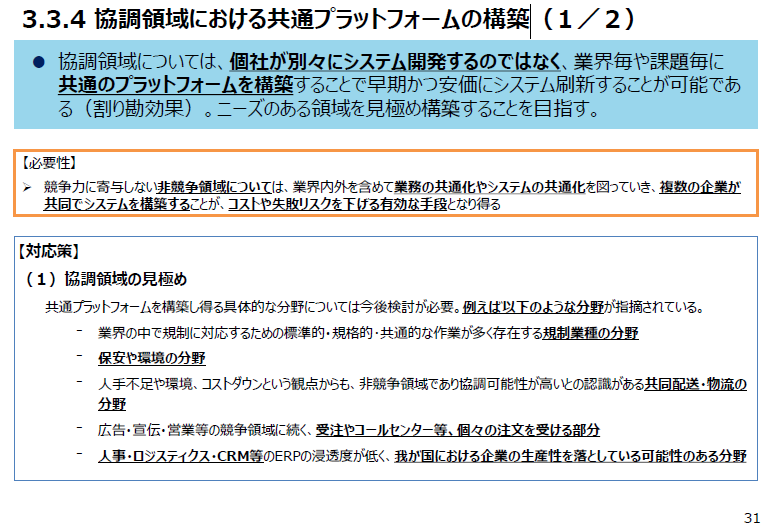 3.3.4 協調領域における共通プラットフォームの構築（１／２）
● 協調領域については、個社が別々にシステム開発するのではなく、業界毎や課題毎に
共通のプラットフォームを構築することで早期かつ安価にシステム刷新することが可能であ
る（割り勘効果）。ニーズのある領域を見極め構築することを目指す。
【必要性】
➢ 競争力に寄与しない非競争領域については、業界内外を含めて業務の共通化やシステムの共通化を図っていき、複数の企業が
共同でシステムを構築することが、コストや失敗リスクを下げる有効な手段となり得る
【対応策】
（１）協調領域の見極め
共通プラットフォームを構築し得る具体的な分野については今後検討が必要。例えば以下のような分野が指摘されている。
- 業界の中で規制に対応するための標準的・規格的・共通的な作業が多く存在する規制業種の分野
- 保安や環境の分野
- 人手不足や環境、コストダウンという観点からも、非競争領域であり協調可能性が高いとの認識がある共同配送・物流の
分野
- 広告・宣伝・営業等の競争領域に続く、受注やコールセンター等、個々の注文を受ける部分
- 人事・ロジスティクス・CRM等のERPの浸透度が低く、我が国における企業の生産性を落としている可能性のある分野
31